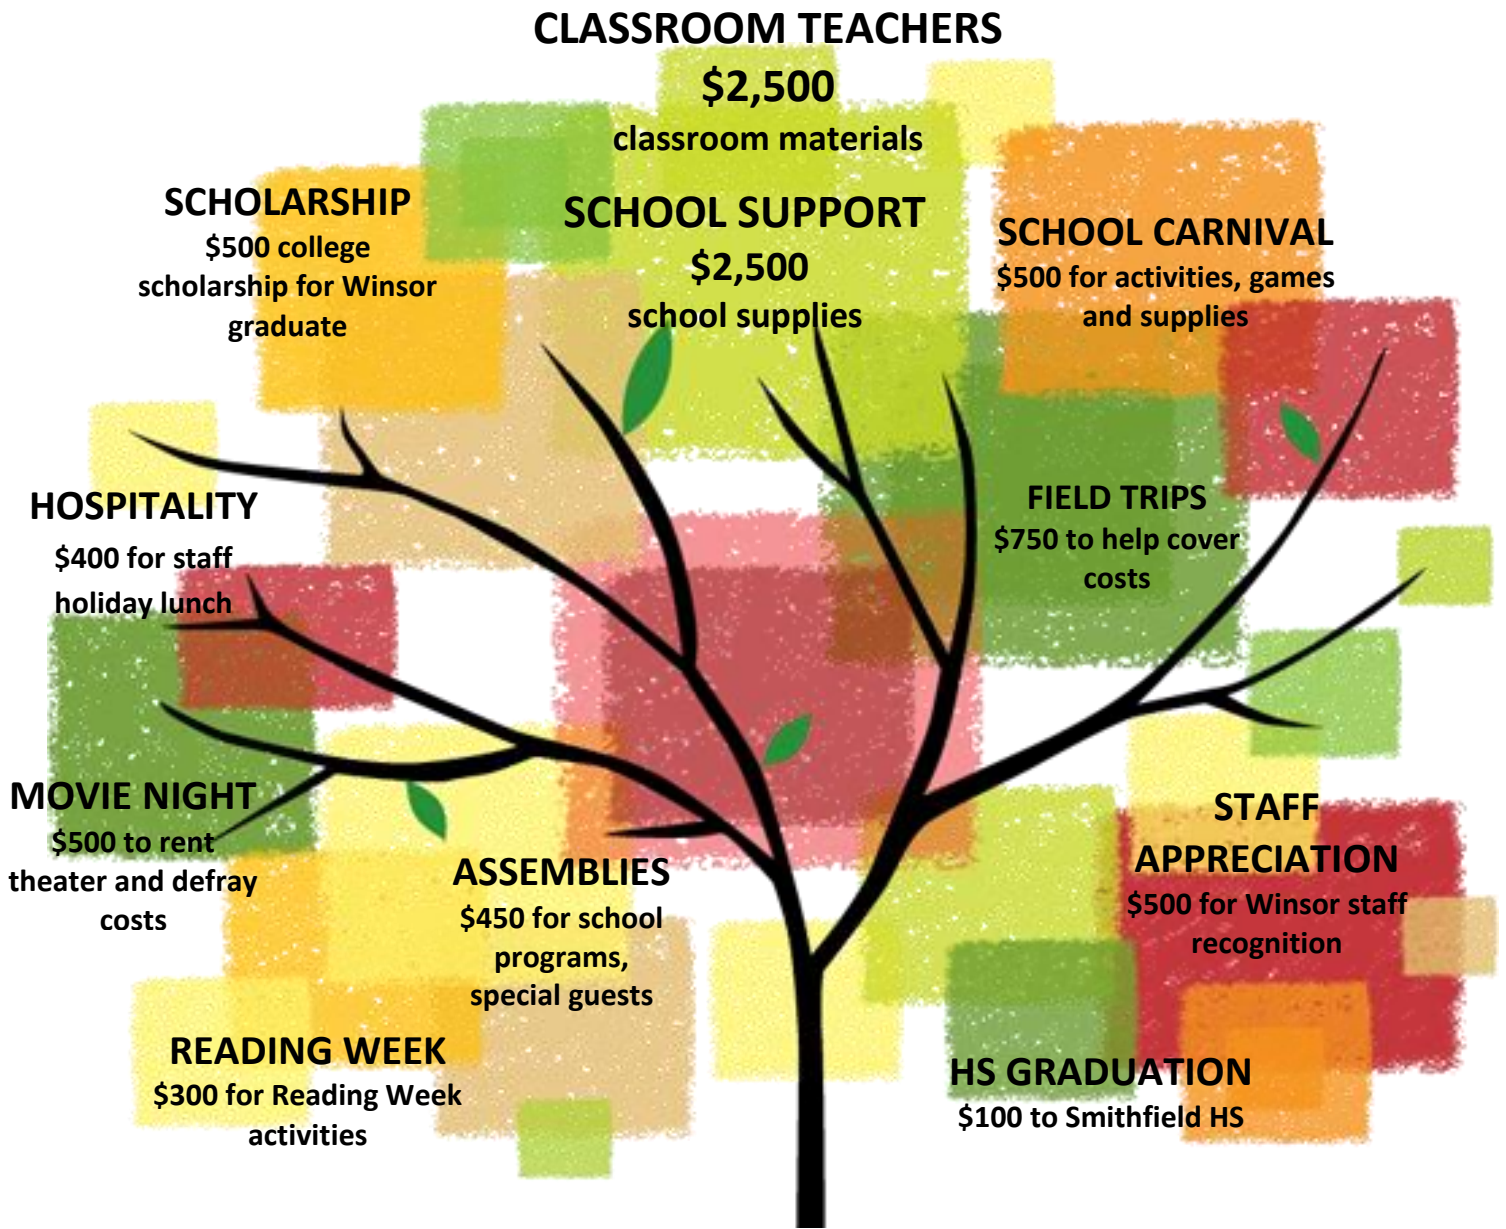 CLASSROOM TEACHERS
$2,500
classroom materials
SCHOLARSHIP
$500 college
scholarship for Winsor
graduate
SCHOOL SUPPORT
$2,500
school supplies
SCHOOL CARNIVAL
$500 for activities, games
and supplies
HOSPITALITY
$400 for staff
holiday lunch
FIELD TRIPS
$750 to help cover
costs
MOVIE NIGHT
$500 to rent
theater and defray
costs
ASSEMBLIES
$450 for school
programs,
special guests
STAFF
APPRECIATION
$500 for Winsor staff
recognition
READING WEEK
$300 for Reading Week
activities
HS GRADUATION
$100 to Smithfield HS